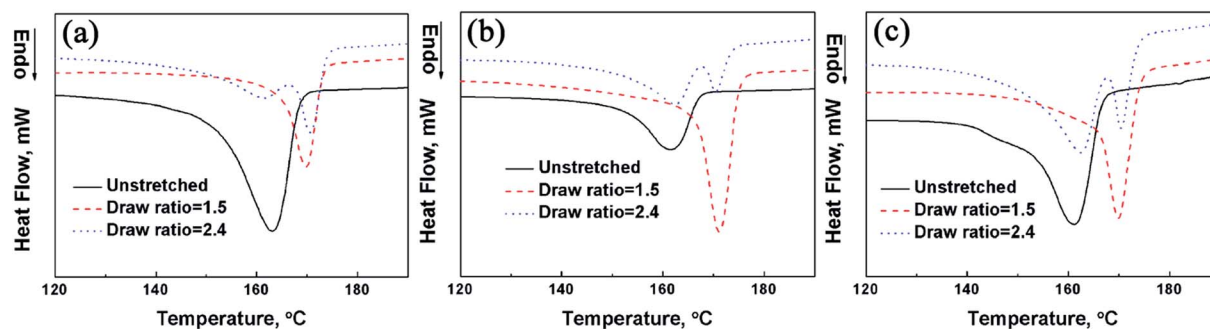 (a)
Endo
Heat Flow, mW
Unstretched
Draw ratio=1.5
Draw ratio=2.4
120 140 160 180
Temperature, °C
(b)
Endo
Heat Flow, mW
Unstretched
Draw ratio=1.5
Draw ratio=2.4
120 140 160 180
Temperature, °C
(c)
Endo
Heat Flow, mW
Unstretched
Draw ratio=1.5
Draw ratio=2.4
120 140 160 180
Temperature, °C